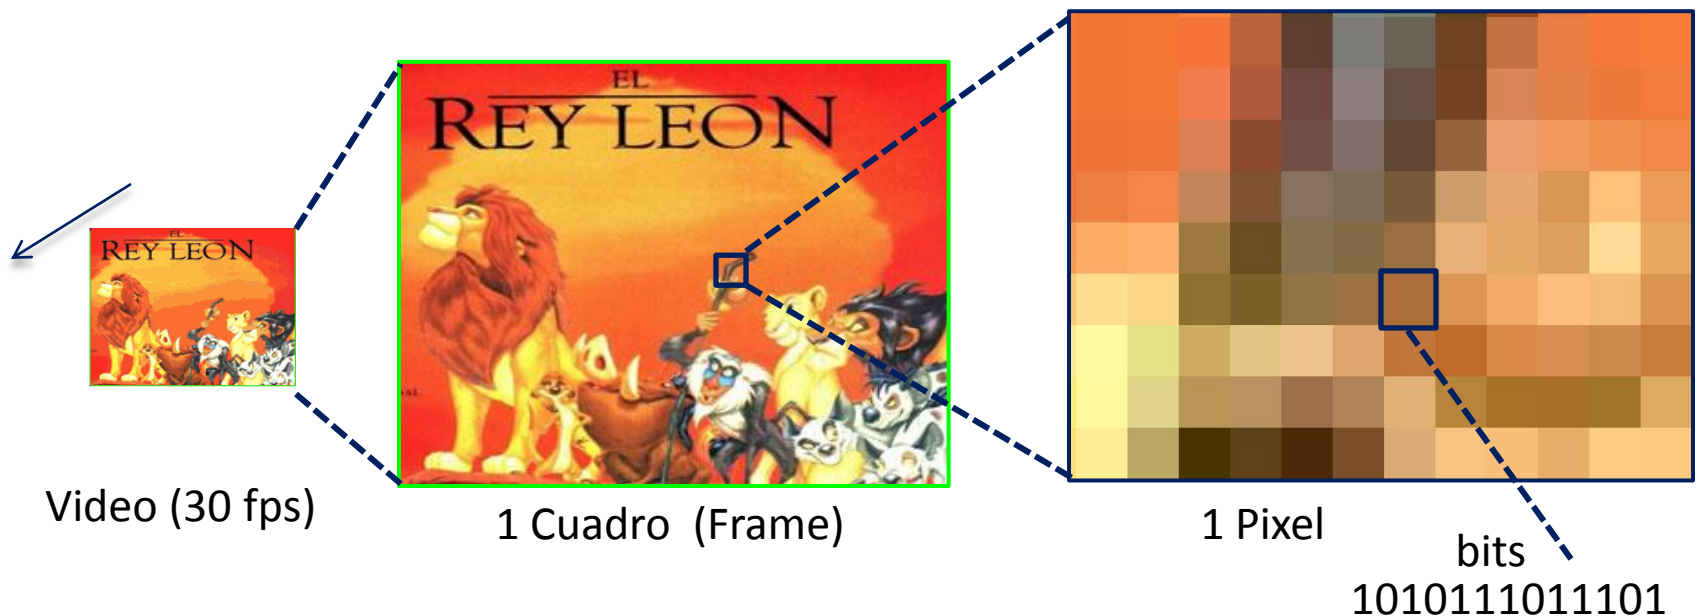 EL
REY LEON
Video (30 fps)
EL
REY LEON
1 Cuadro (Frame)
1 Pixel
bits
1010111011101